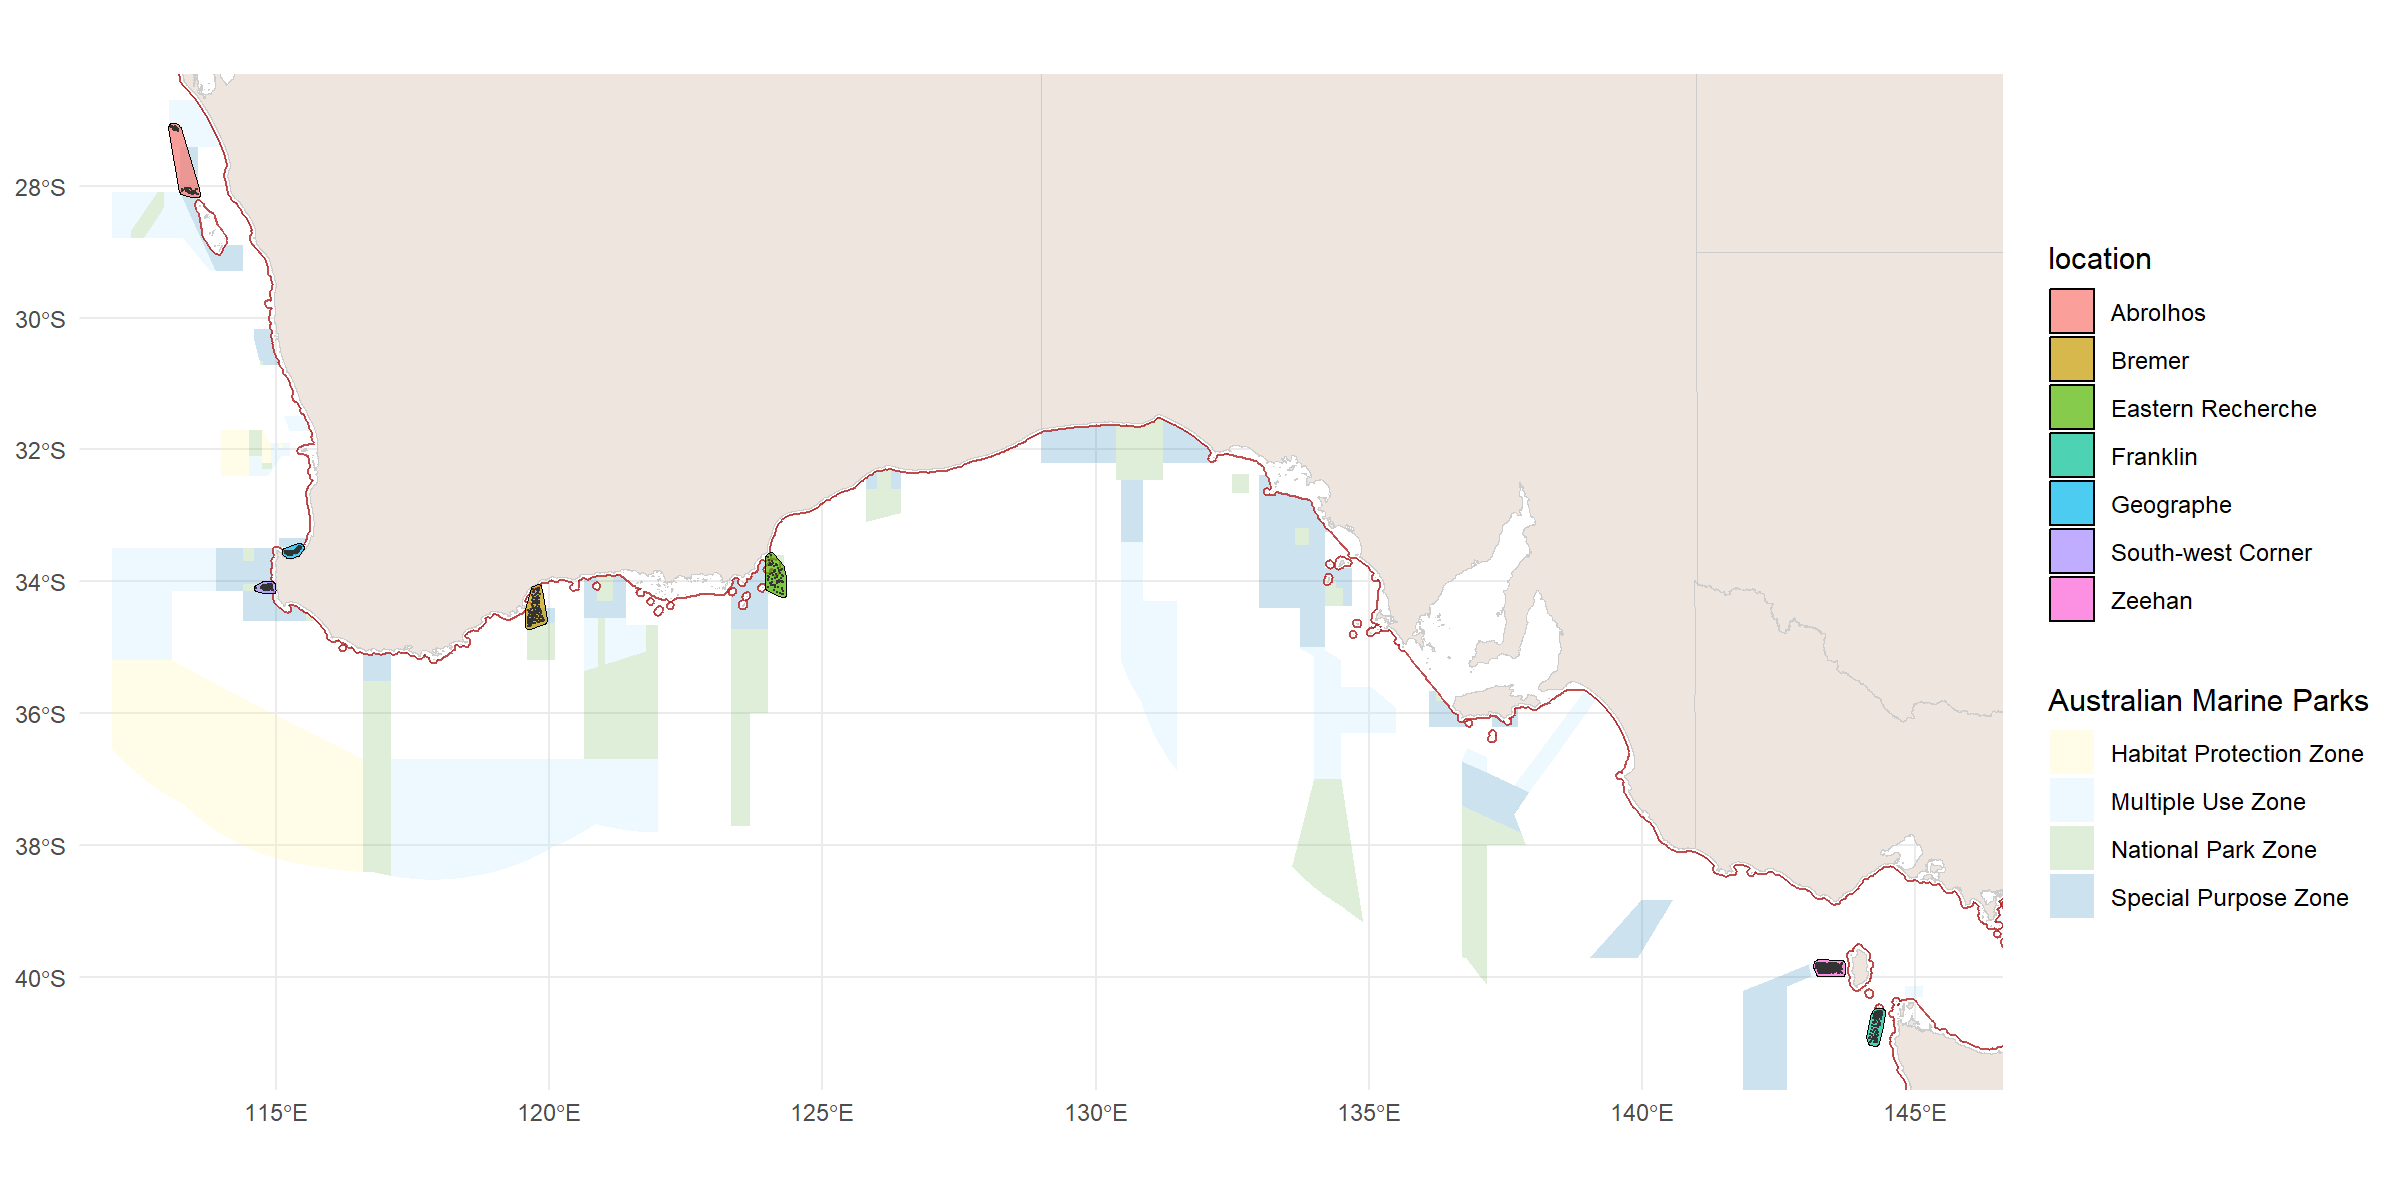 28°S
30°S
32°S
34°S
36°S
38°S
40°S
115°E
120°E
125°E
130°E
135°E
140°E
145°E
location
Abrolhos
Bremer
Eastern Recherche
Franklin
Geographe
South-west Corner
Zeehan
Australian Marine Parks
Habitat Protection Zone
Multiple Use Zone
National Park Zone
Special Purpose Zone